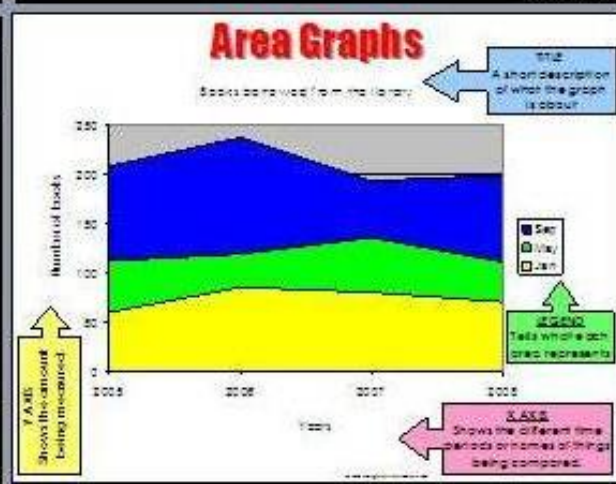 Area Graphs
TITLE
A short description
of what the graph
is about
Books borrowed from the library
250
200
150
100
50
0
Number of books
2005
2006
2007
2008
Years
Sep
May
Jan
LEGEND
Tells what each
area represents
Y AXIS
Shows the amount
being measured
X AXIS
Shows the different time
periods or names of things
being compared.